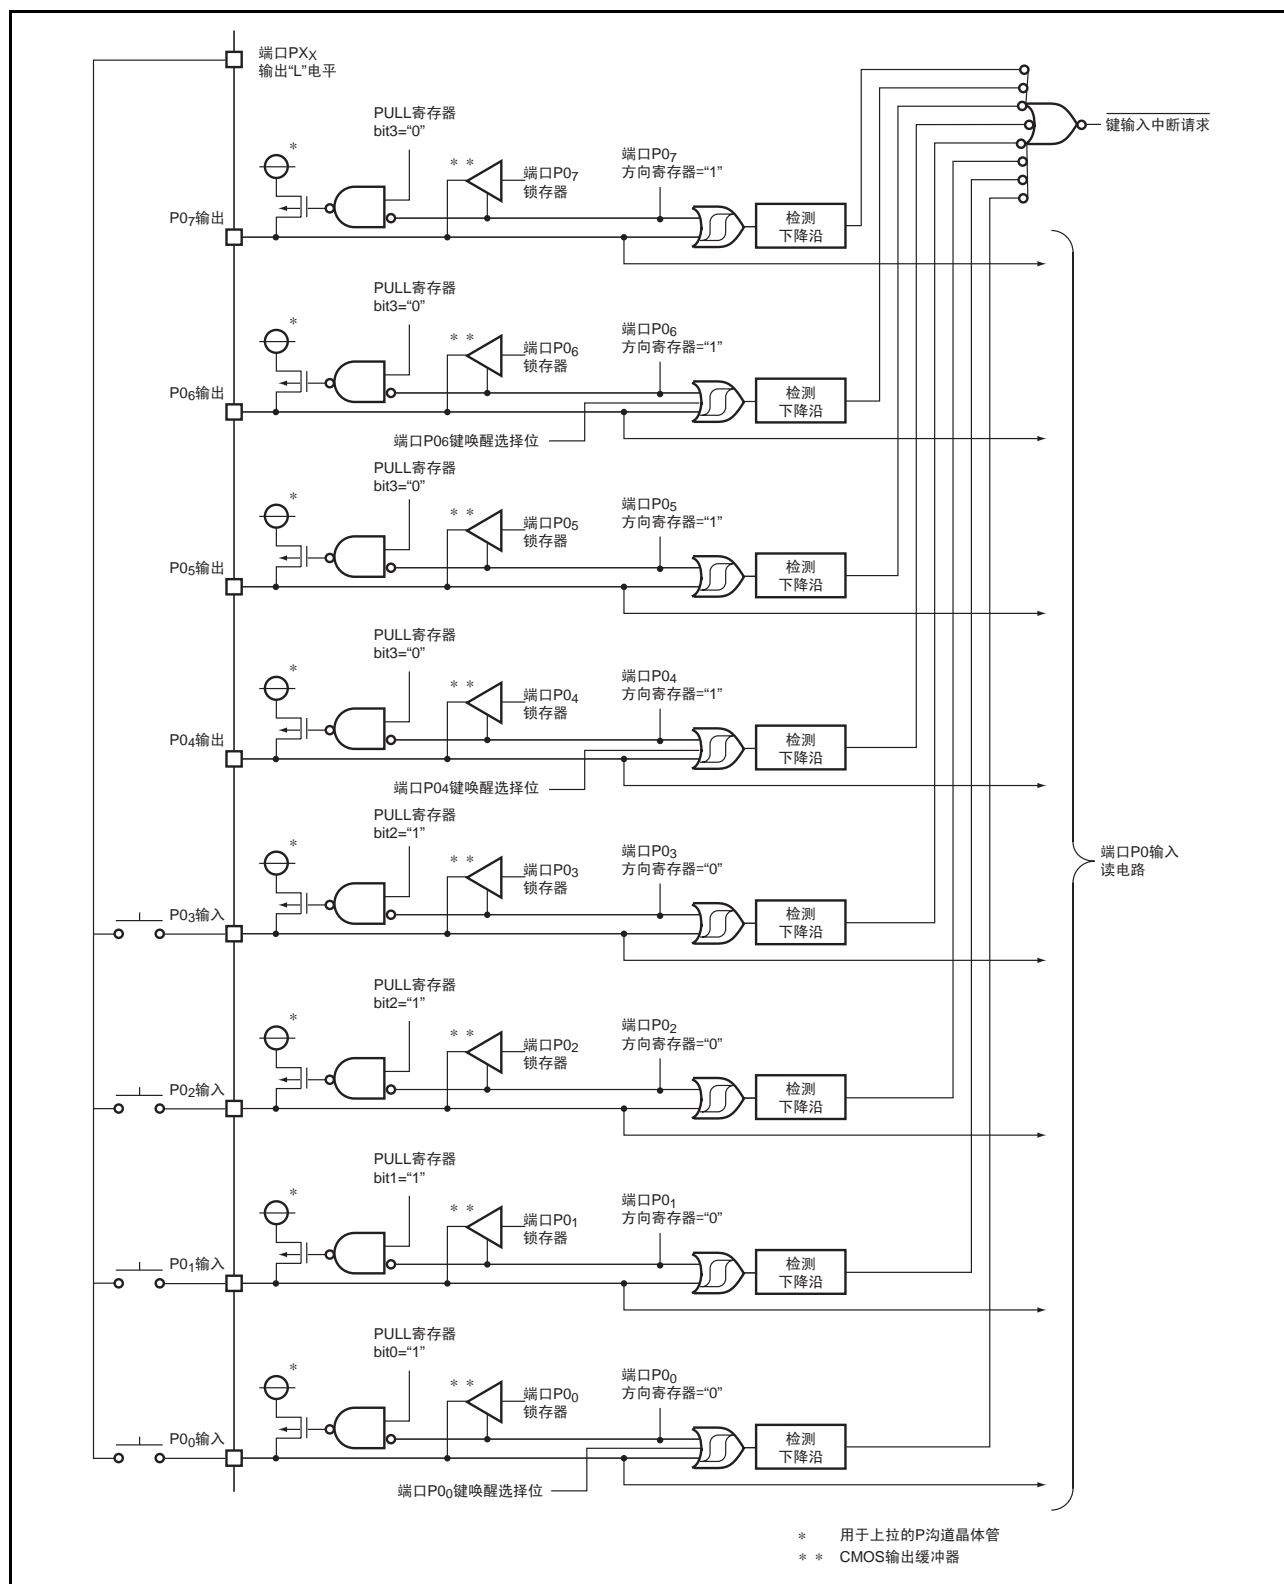 端口PXX
输出“L”电平
键输入中断请求
PULL寄存器
bit3=“0”
*
* *
端口P07
锁存器
端口P07
方向寄存器=“1”
P07输出
检测
下降沿
PULL寄存器
bit3=“0”
*
* *
端口P06
锁存器
端口P06
方向寄存器=“1”
P06输出
检测
下降沿
端口P06键唤醒选择位
PULL寄存器
bit3=“0”
*
* *
端口P05
锁存器
端口P05
方向寄存器=“1”
P05输出
检测
下降沿
PULL寄存器
bit3=“0”
*
* *
端口P04
锁存器
端口P04
方向寄存器=“1”
P04输出
检测
下降沿
端口P04键唤醒选择位
PULL寄存器
bit2=“1”
*
* *
端口P03
锁存器
端口P03
方向寄存器=“0”
端口P0输入
读电路
P03输入
检测
下降沿
PULL寄存器
bit2=“1”
*
* *
端口P02
锁存器
端口P02
方向寄存器=“0”
P02输入
检测
下降沿
PULL寄存器
bit1=“1”
*
* *
端口P01
锁存器
端口P01
方向寄存器=“0”
P01输入
检测
下降沿
PULL寄存器
bit0=“1”
*
* *
端口P00
锁存器
端口P00
方向寄存器=“0”
P00输入
检测
下降沿
端口P00键唤醒选择位
* 用于上拉的P沟道晶体管
* * CMOS输出缓冲器